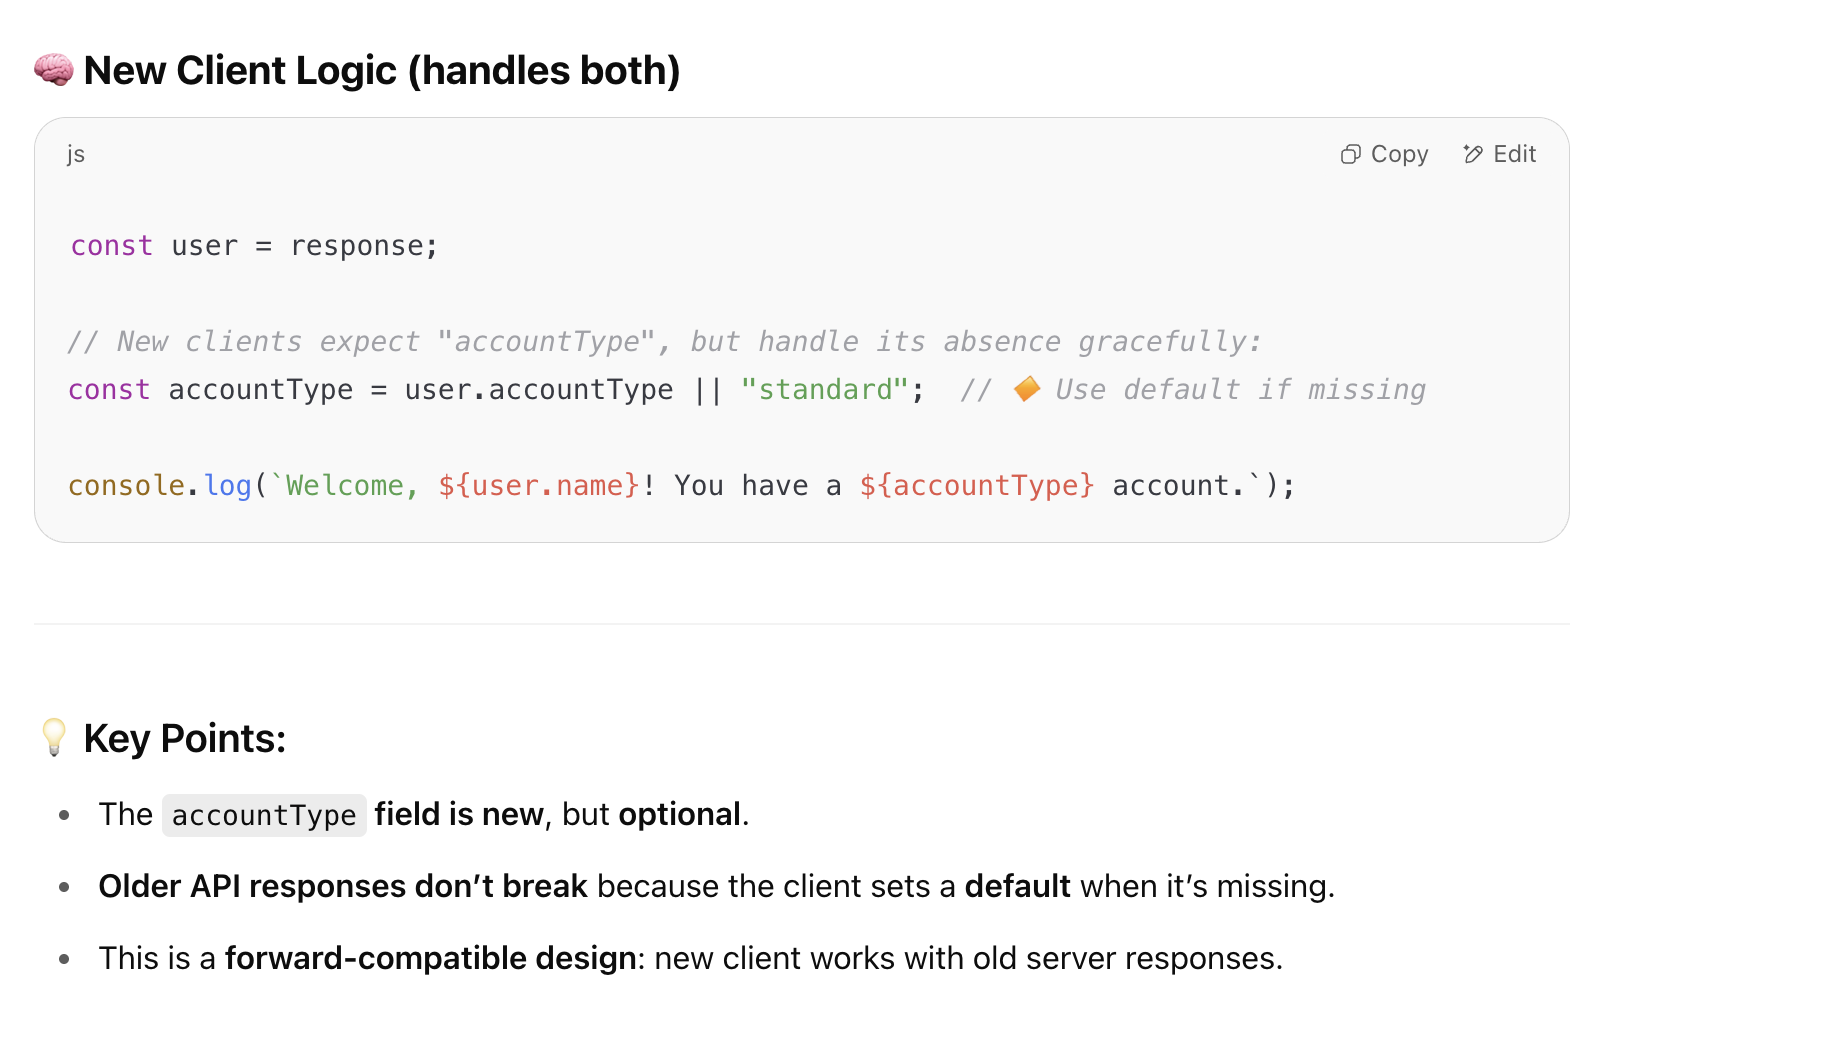 🧠 New Client Logic (handles both)
js
Copy
Edit
const user = response;
// New clients expect "accountType", but handle its absence gracefully:
const accountType = user.accountType || "standard";  // 🔸 Use default if missing
console.log(`Welcome, ${user.name}! You have a ${accountType} account.`);
💡 Key Points:
• The accountType field is new, but optional.
• Older API responses don’t break because the client sets a default when it’s missing.
• This is a forward-compatible design: new client works with old server responses.